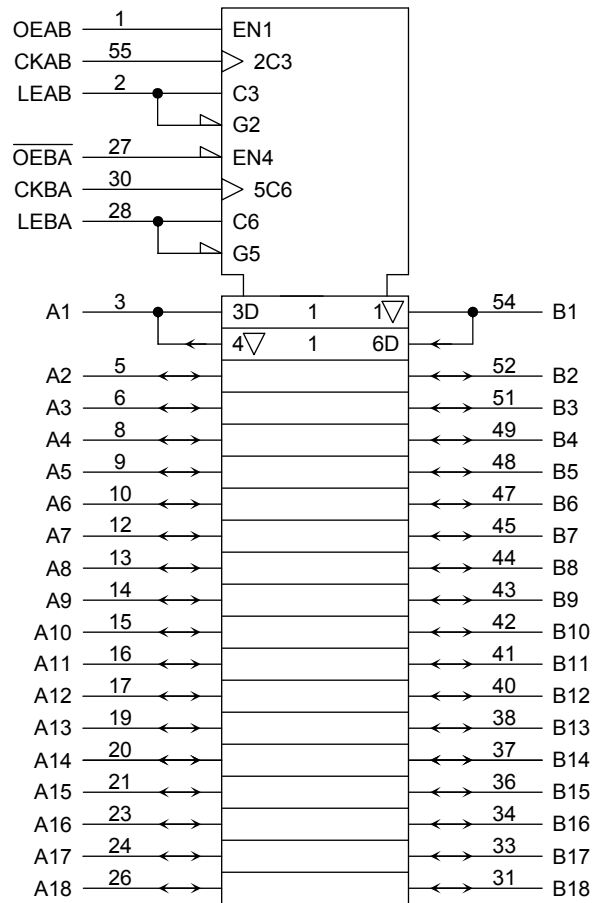 OEAB 1 EN1
CKAB 55 2C3
LEAB 2 C3
G2
OEBA 27 EN4
CKBA 30 5C6
LEBA 28 C6
G5
A1 3 3D 1 1 54 B1
4 1 6D
A2 5 52 B2
A3 6 51 B3
A4 8 49 B4
A5 9 48 B5
A6 10 47 B6
A7 12 45 B7
A8 13 44 B8
A9 14 43 B9
A10 15 42 B10
A11 16 41 B11
A12 17 40 B12
A13 19 38 B13
A14 20 37 B14
A15 21 36 B15
A16 23 34 B16
A17 24 33 B17
A18 26 31 B18